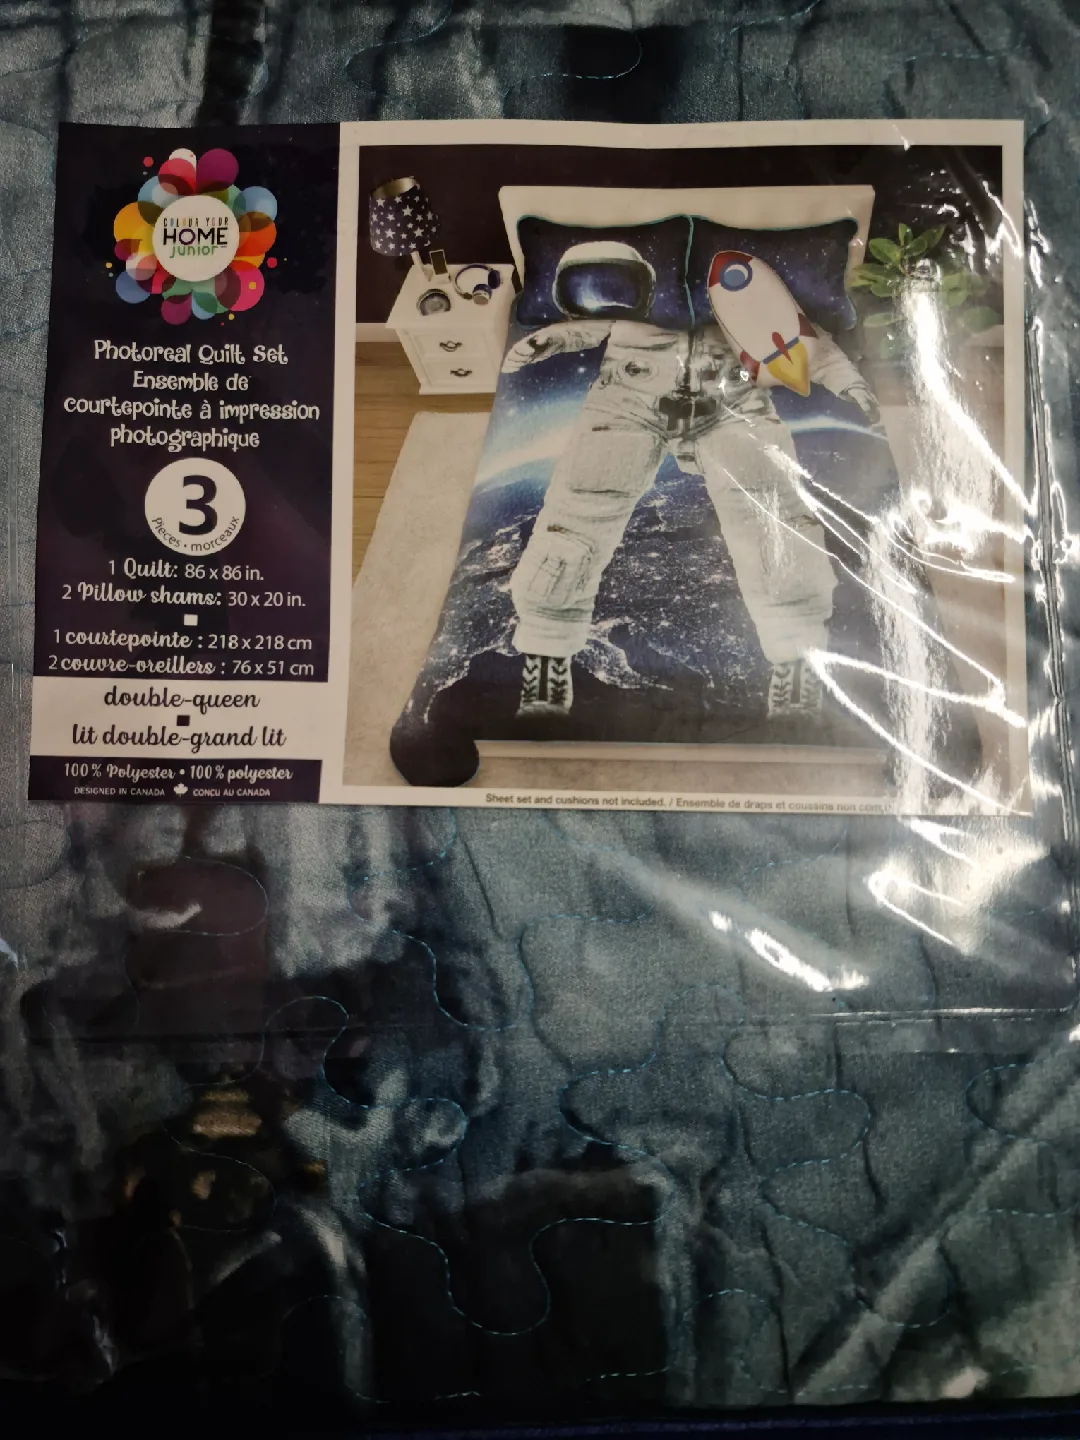 COLOUR YOUR
HOME
junior
Photoreal Quilt Set
Ensemble de
courtepointe à impression
photographique
3
Pieces • morceaux
1 Quilt: 86 x 86 in.
2 Pillow shams: 30 x 20 in.
1 courtepointe : 218 x 218 cm
2 couvre-oreillers : 76 x 51 cm
double-queen
lit double-grand lit
100 % Polyester • 100 % polyester
DESIGNED IN CANADA CONÇU AU CANADA
Sheet set and cushions not included. / Ensemble de draps et coussins non